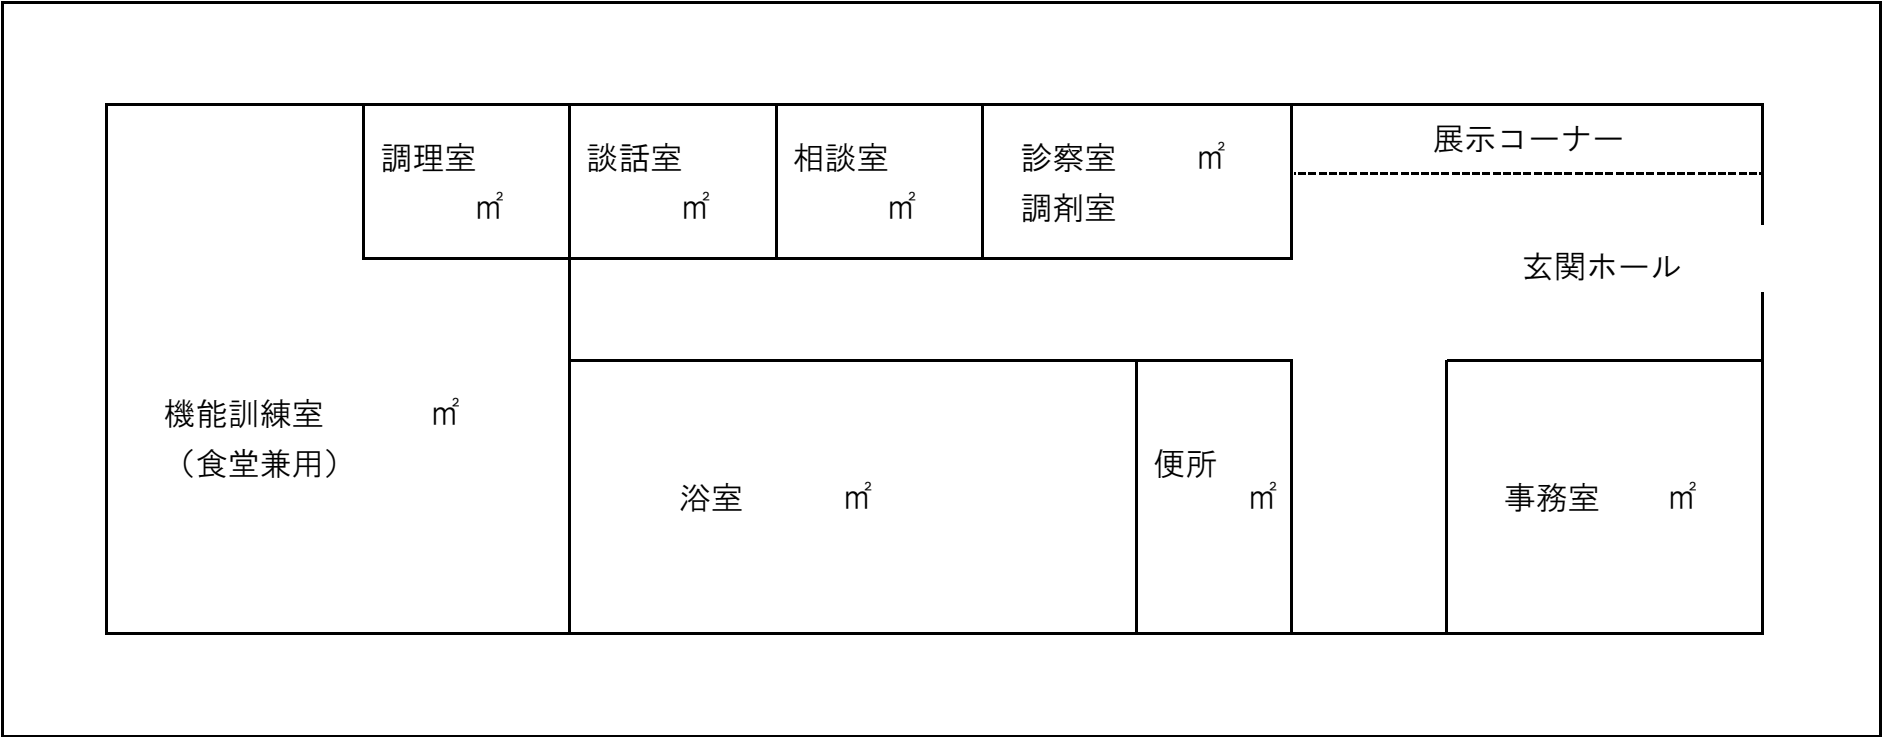 調理室
㎡
談話室
㎡
相談室
㎡
診察室 ㎡
調剤室
展示コーナー
玄関ホール
機能訓練室 ㎡
（食堂兼用）
浴室 ㎡
便所
㎡
事務室 ㎡